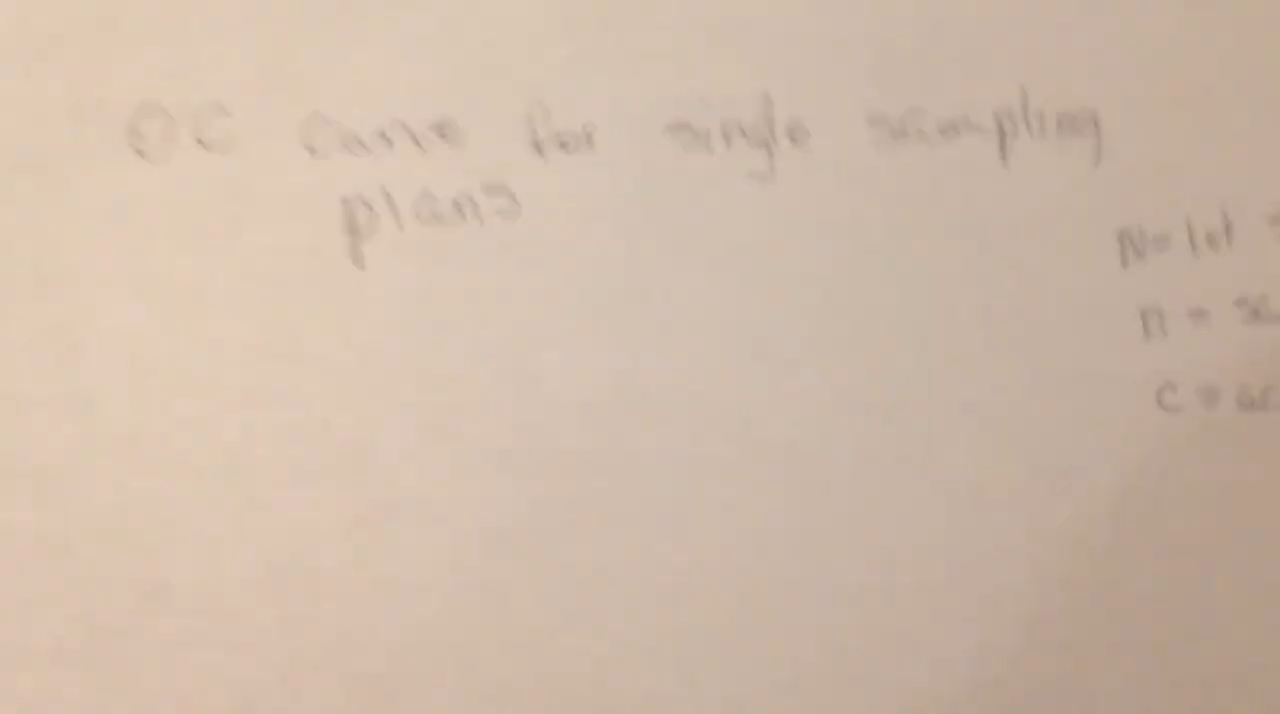 OC Curve for single sampling
plans
N = lot
n =
c =